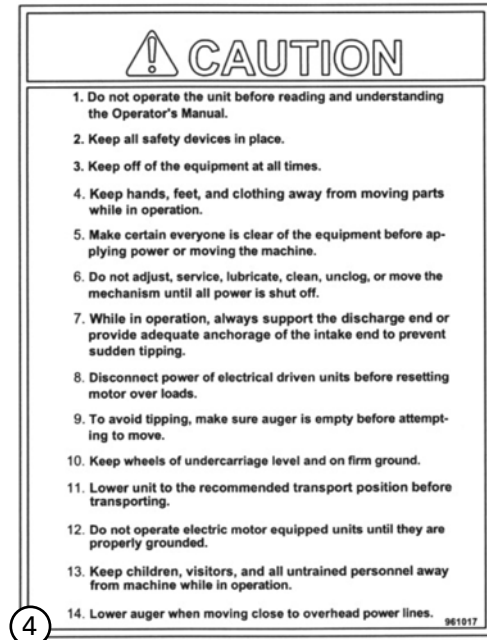 CAUTION
1. Do not operate the unit before reading and understanding
the Operator's Manual.
2. Keep all safety devices in place.
3. Keep off of the equipment at all times.
4. Keep hands, feet, and clothing away from moving parts
while in operation.
5. Make certain everyone is clear of the equipment before ap-
plying power or moving the machine.
6. Do not adjust, service, lubricate, clean, unclog, or move the
mechanism until all power is shut off.
7. While in operation, always support the discharge end or
provide adequate anchorage of the intake end to prevent
sudden tipping.
8. Disconnect power of electrical driven units before resetting
motor over loads.
9. To avoid tipping, make sure auger is empty before attempt-
ing to move.
10. Keep wheels of undercarriage level and on firm ground.
11. Lower unit to the recommended transport position before
transporting.
12. Do not operate electric motor equipped units until they are
properly grounded.
13. Keep children, visitors, and all untrained personnel away
from machine while in operation.
14. Lower auger when moving close to overhead power lines.
961017
4